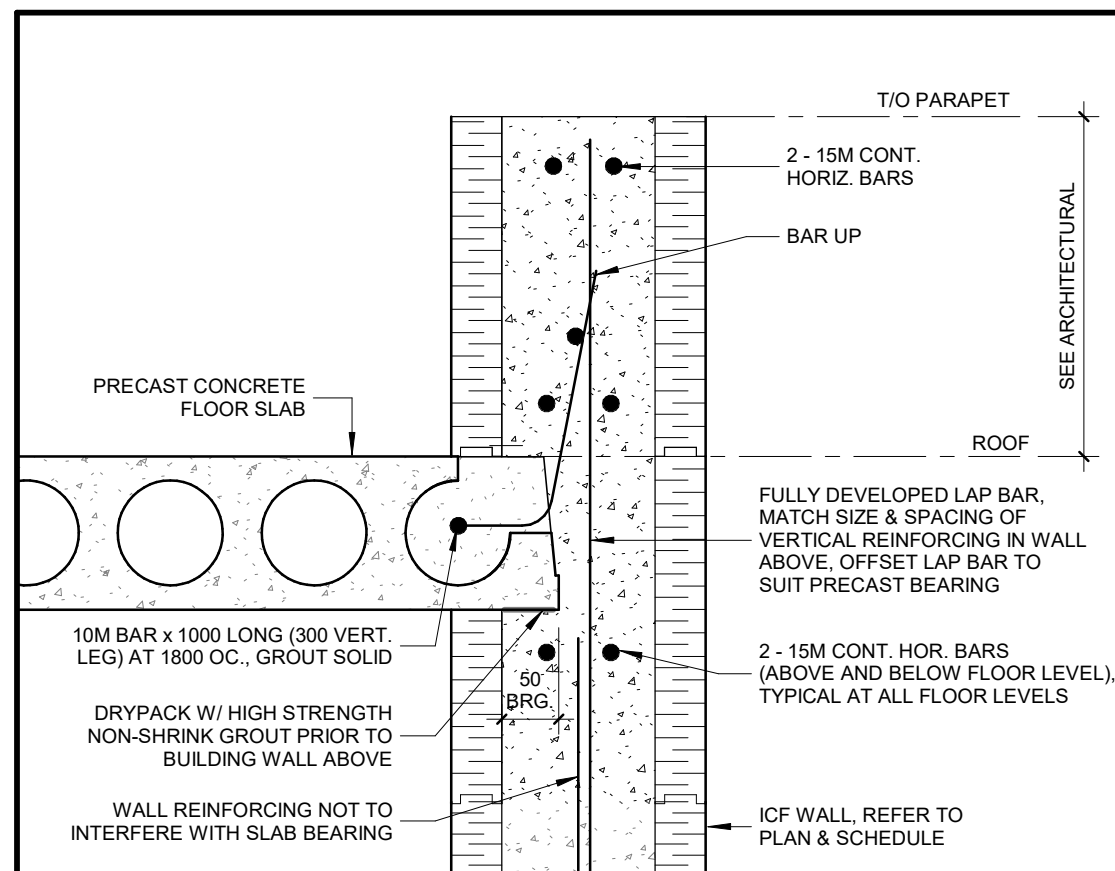 T/O PARAPET
2 - 15M CONT.
HORIZ. BARS
BAR UP
SEE ARCHITECTURAL
PRECAST CONCRETE
FLOOR SLAB
ROOF
FULLY DEVELOPED LAP BAR,
MATCH SIZE & SPACING OF
VERTICAL REINFORCING IN WALL
ABOVE, OFFSET LAP BAR TO
SUIT PRECAST BEARING
10M BAR x 1000 LONG (300 VERT.
LEG) AT 1800 OC., GROUT SOLID
50
BRG.
2 - 15M CONT. HOR. BARS
(ABOVE AND BELOW FLOOR LEVEL),
TYPICAL AT ALL FLOOR LEVELS
DRYPACK W/ HIGH STRENGTH
NON-SHRINK GROUT PRIOR TO
BUILDING WALL ABOVE
WALL REINFORCING NOT TO
INTERFERE WITH SLAB BEARING
ICF WALL, REFER TO
PLAN & SCHEDULE